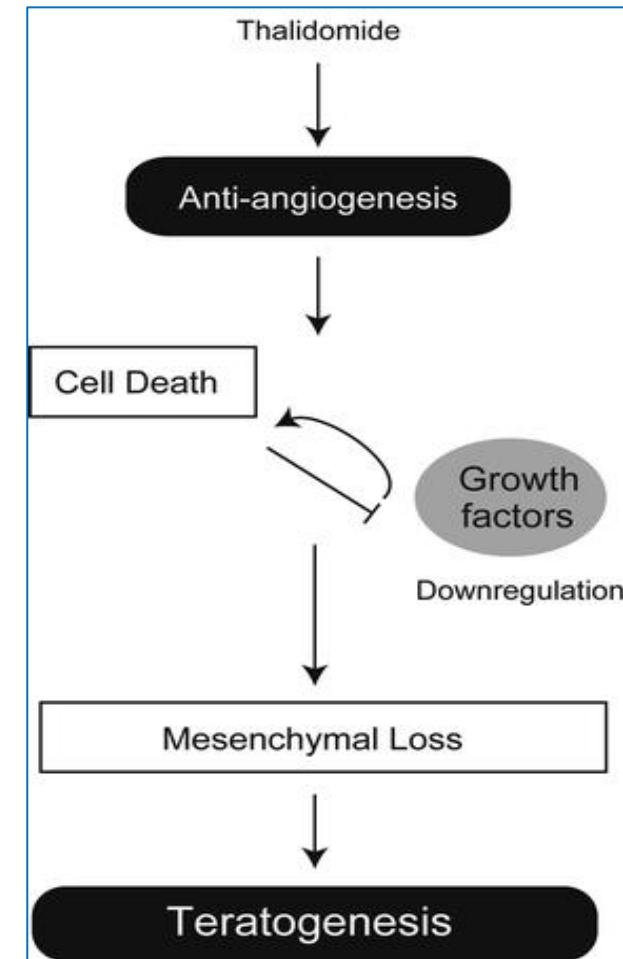 Thalidomide
Anti-angiogenesis
Cell Death
Growth
factors
Downregulation
Mesenchymal Loss
Teratogenesis